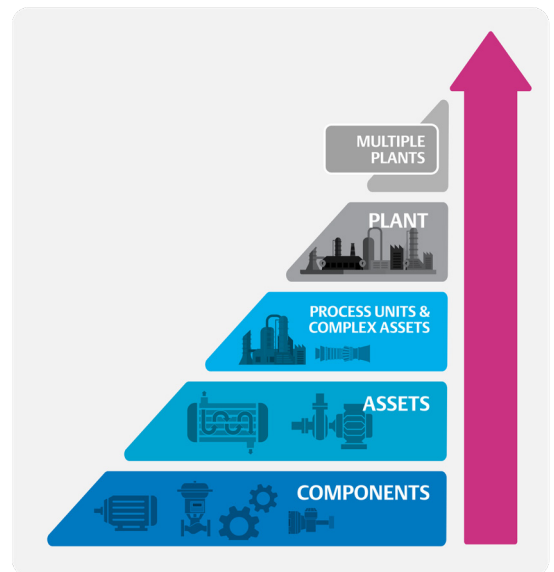 MULTIPLE
PLANTS
PLANT
PROCESS UNITS &
COMPLEX ASSETS
ASSETS
COMPONENTS